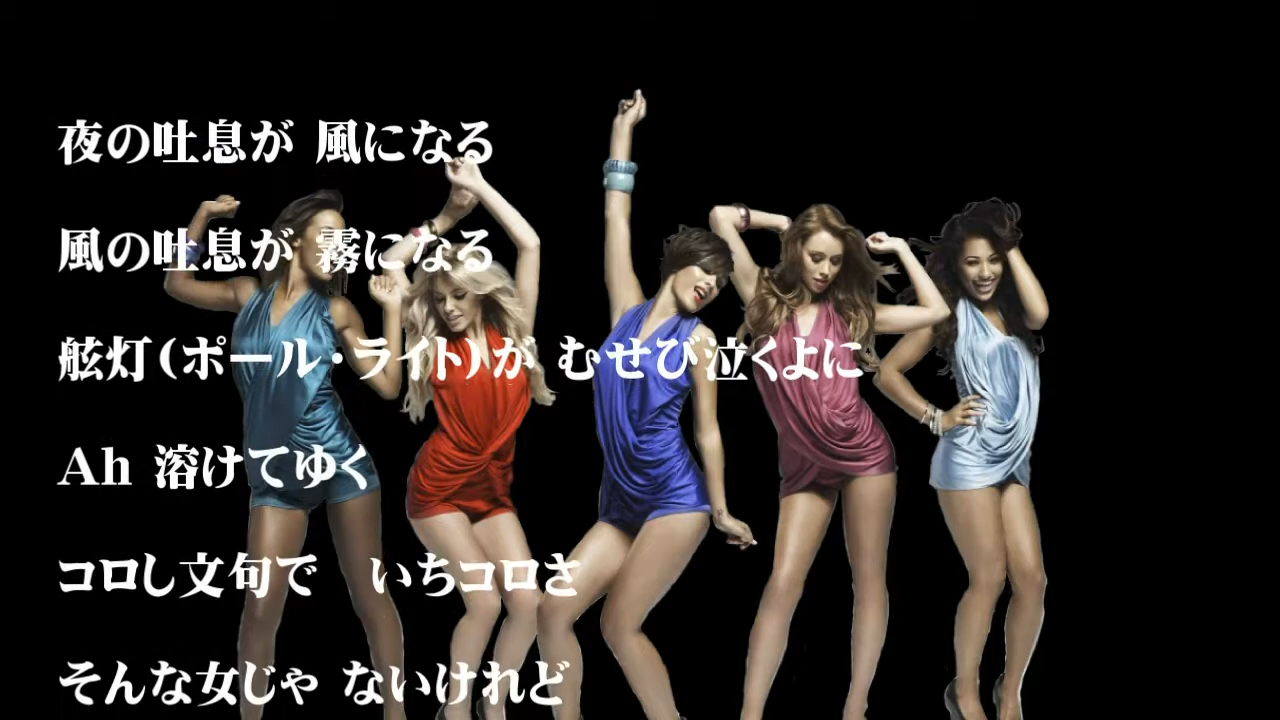 夜の吐息が 風になる
風の吐息が 霧になる
舷灯(ポール・ライト)が むせび泣くよに
Ah 溶けてゆく
コロし文句で　いちコロさ
そんな女じゃ ないけれど